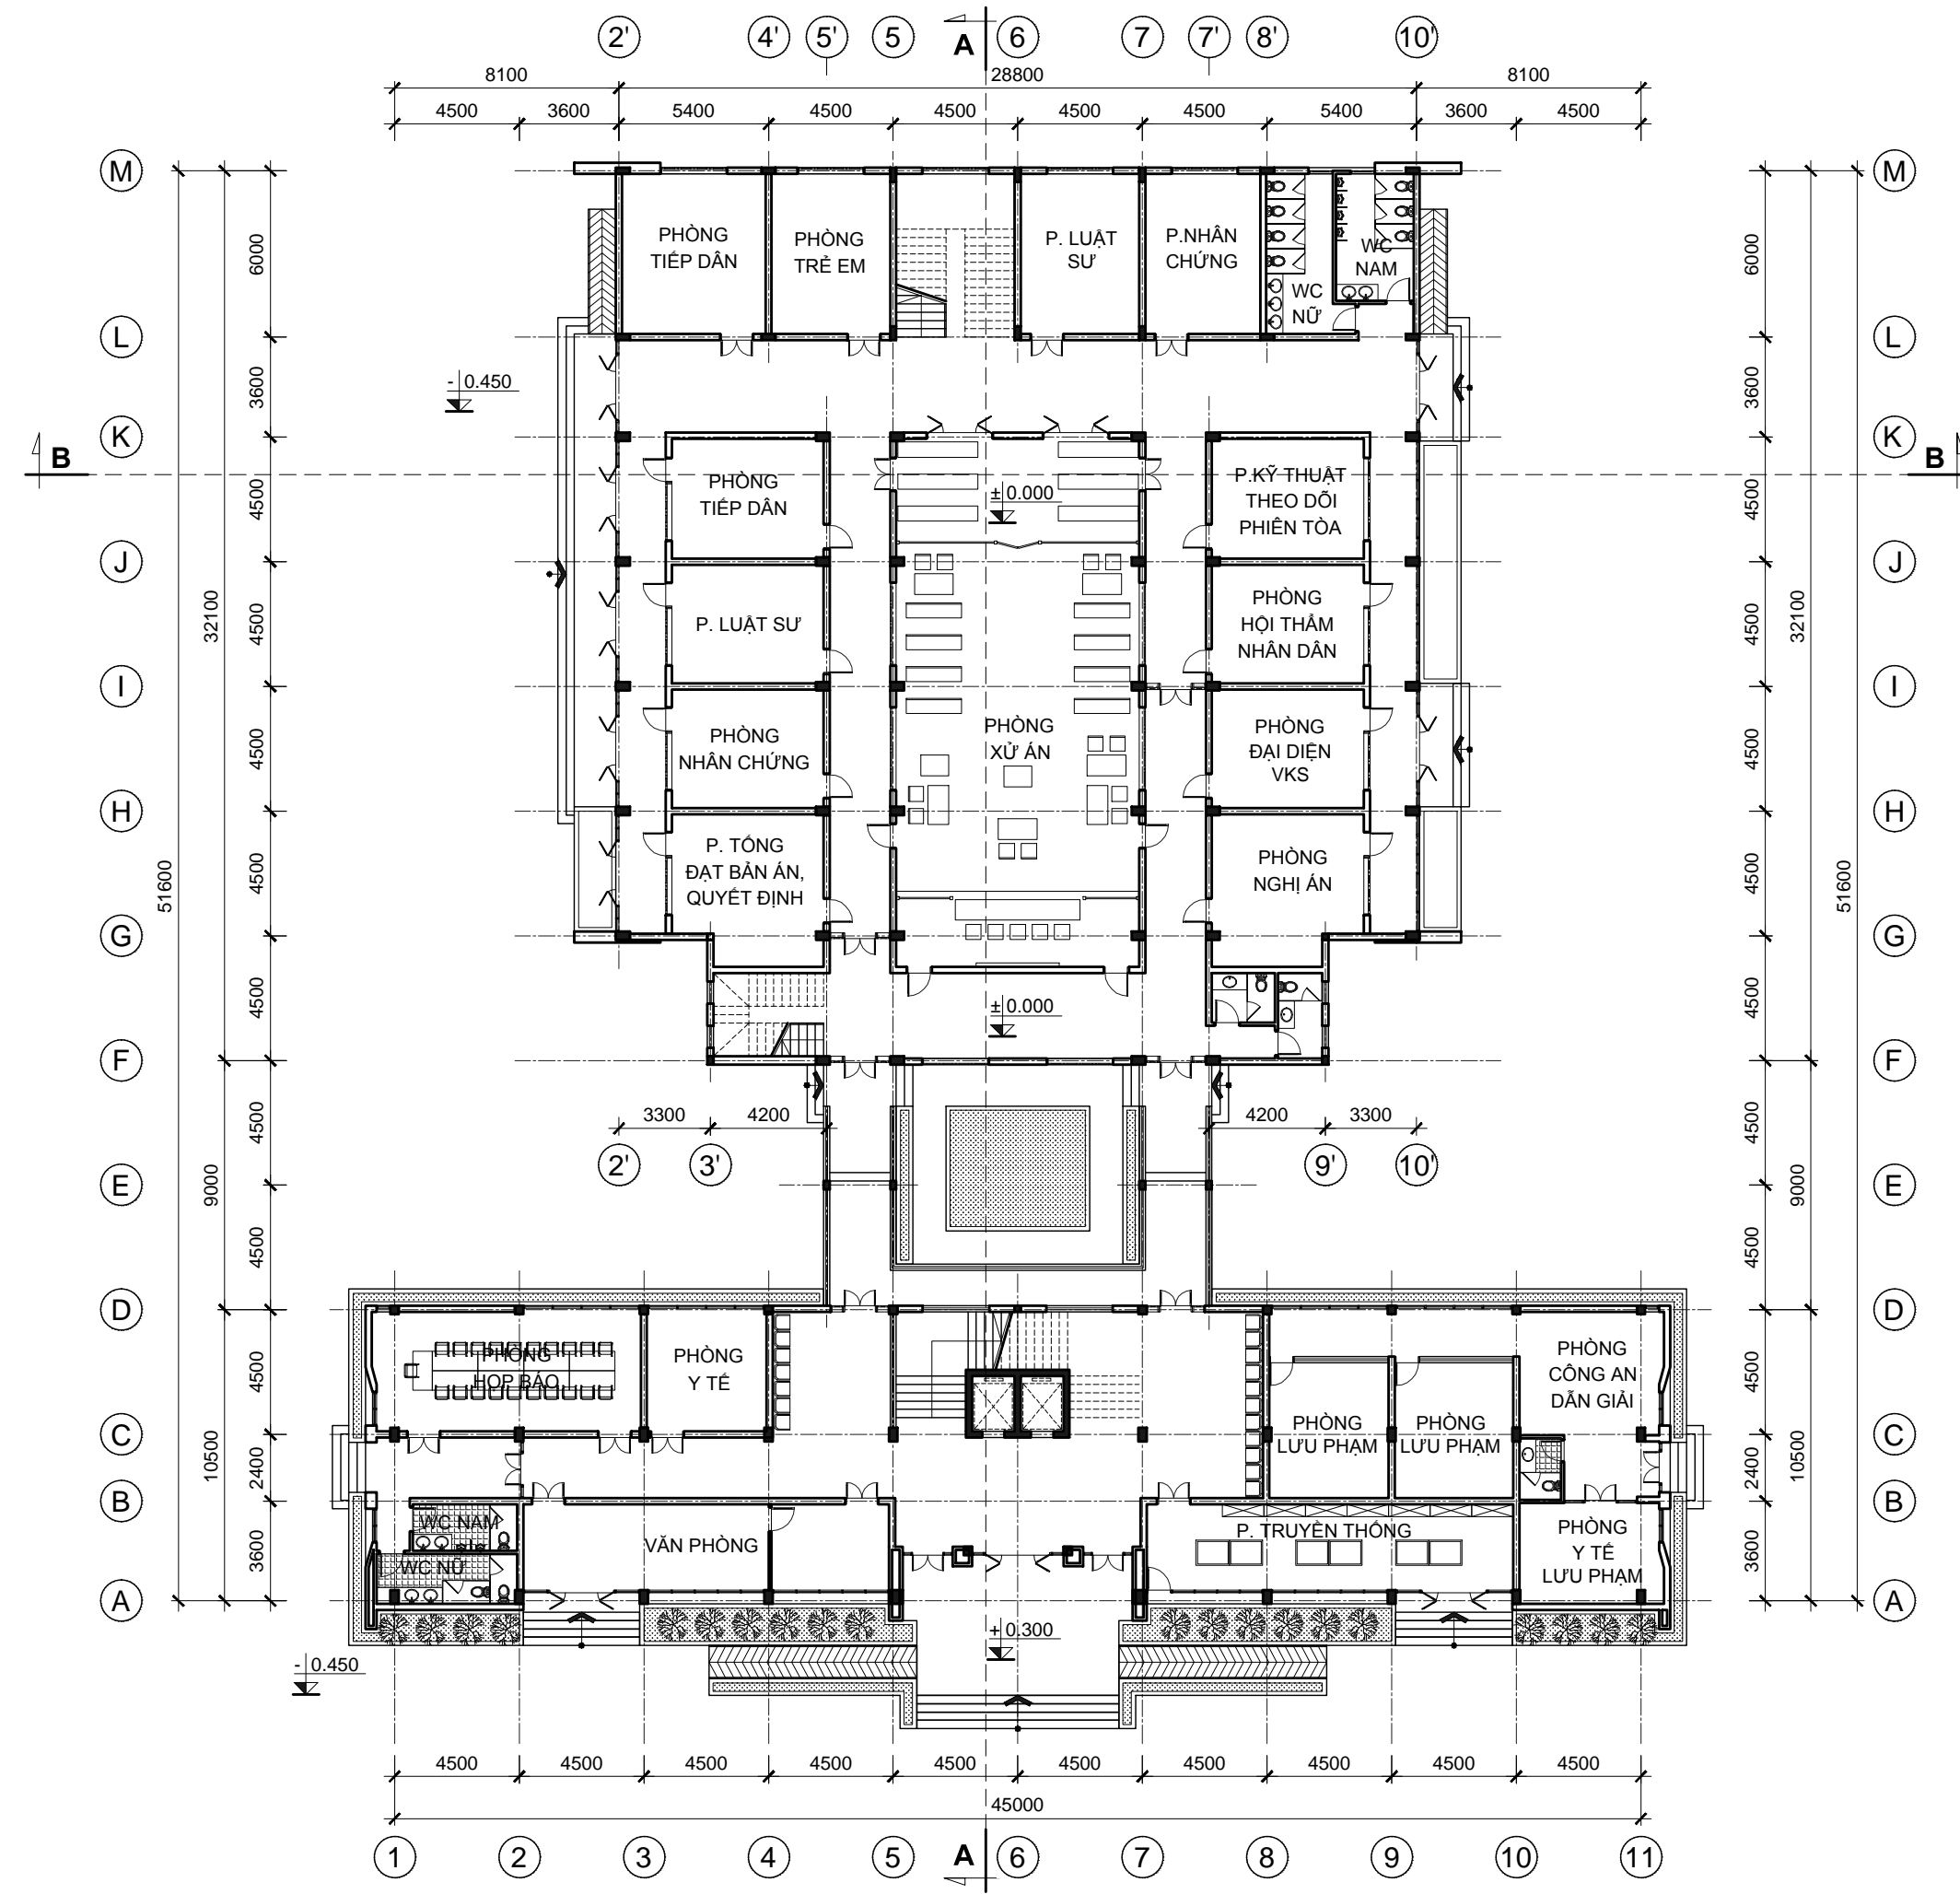 2' 4' 5' 5 A 6 7 7' 8' 10'
8100 28800 8100
4500 3600 5400 4500 4500 4500 4500 5400 3600 4500
M M
6000 6000
PHÒNG
TIẾP DÂN
PHÒNG
TRẺ EM
P. LUẬT
SƯ
P.NHÂN
CHỨNG
WC
NAM
WC
NỮ
L L
- 0.450
3600 3600
K K
B B
4500 4500
PHÒNG
TIẾP DÂN
± 0.000
P.KỸ THUẬT
THEO DÕI
PHIÊN TÒA
J J
32100 32100
4500 4500
P. LUẬT SƯ
PHÒNG
HỘI THẨM
NHÂN DÂN
I I
4500 4500
PHÒNG
NHÂN CHỨNG
PHÒNG
XỬ ÁN
PHÒNG
ĐẠI DIỆN
VKS
H H
51600 51600
4500 4500
P. TỐNG
ĐẠT BẢN ÁN,
QUYẾT ĐỊNH
PHÒNG
NGHỊ ÁN
G G
4500 4500
± 0.000
F F
4500 4500
3300 4200 4200 3300
2' 3' 9' 10'
9000 9000
E E
4500 4500
D D
4500 4500
PHÒNG
HỌP BÁO
PHÒNG
Y TẾ
PHÒNG
CÔNG AN
DẪN GIẢI
PHÒNG
LƯU PHẠM
PHÒNG
LƯU PHẠM
C C
10500 10500
2400 2400
B B
3600 3600
WC NAM
WC NỮ
VĂN PHÒNG
P. TRUYỀN THỐNG
PHÒNG
Y TẾ
LƯU PHẠM
A A
+ 0.300
- 0.450
4500 4500 4500 4500 4500 4500 4500 4500 4500 4500
45000
1 2 3 4 5 A 6 7 8 9 10 11